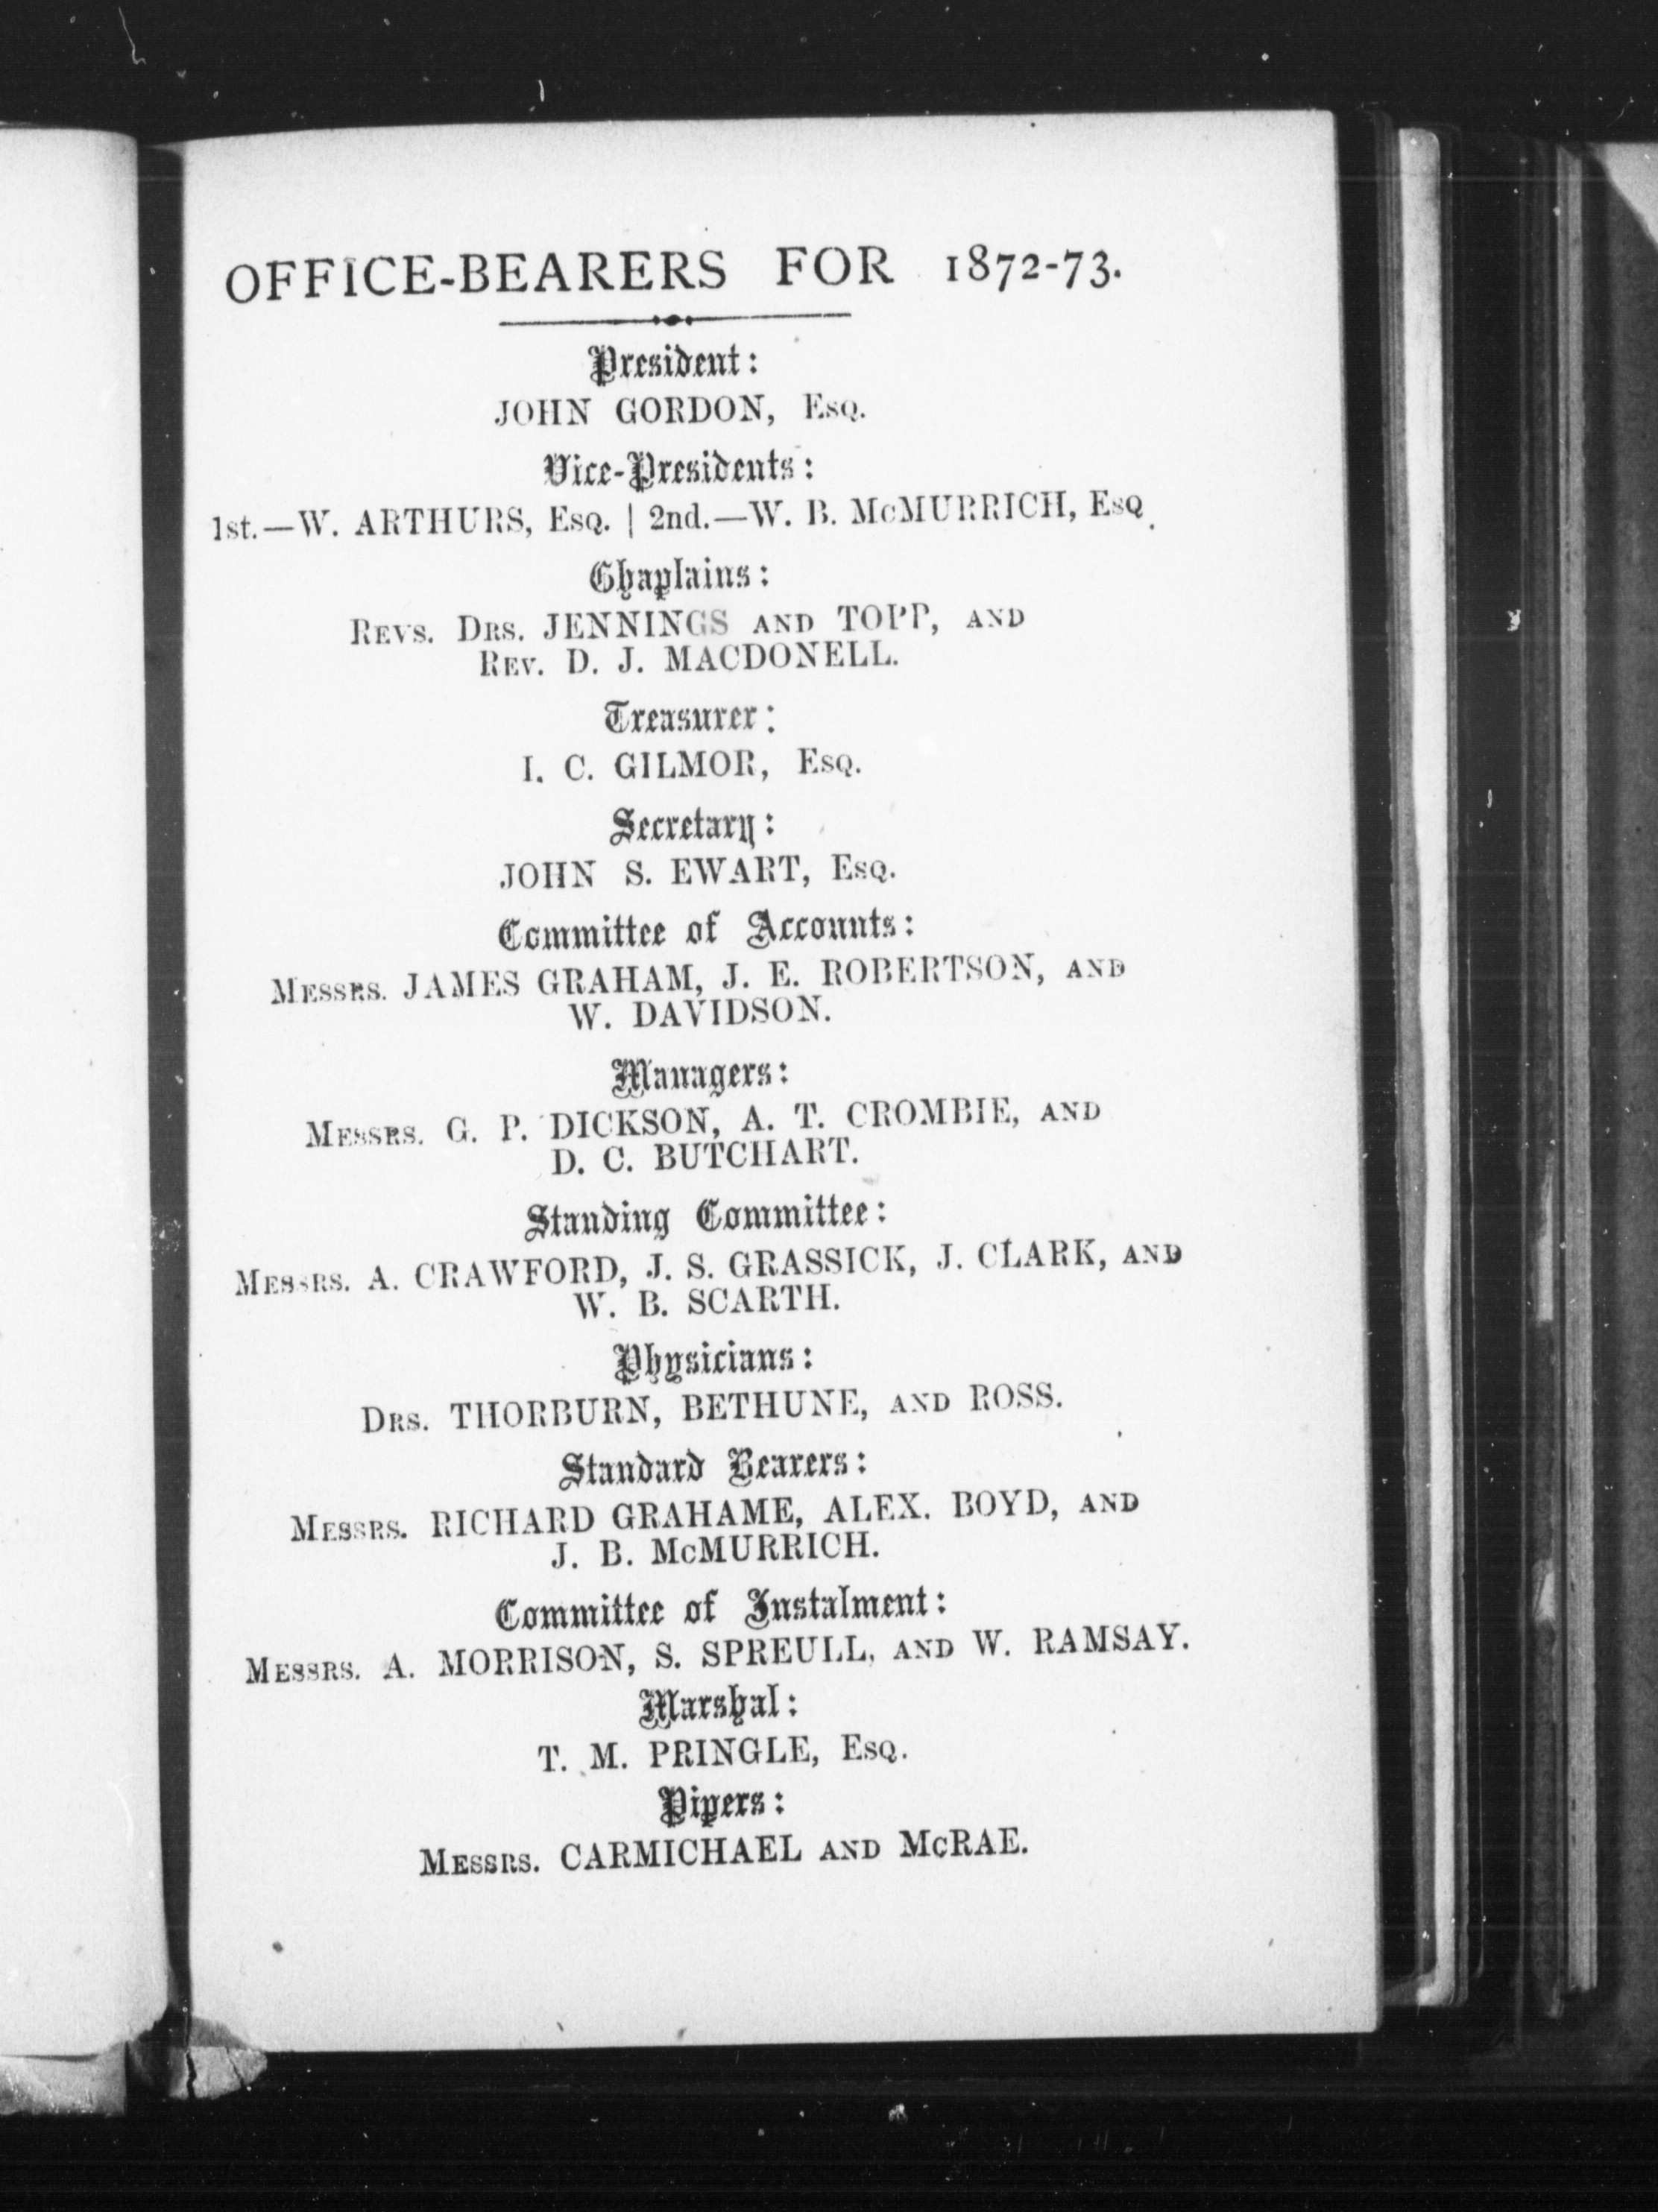 OFFICE-BEARERS FOR 1872-73.
President:
JOHN GORDON, Esq.
Vice-Presidents:
1st.—W. ARTHURS, Esq. | 2nd.—W. B. McMURRICH, Esq.
Chaplains:
Revs. Drs. JENNINGS and TOPP, and
Rev. D. J. MACDONELL.
Treasurer:
I. C. GILMOR, Esq.
Secretary:
JOHN S. EWART, Esq.
Committee of Accounts:
Messrs. JAMES GRAHAM, J. E. ROBERTSON, and
W. DAVIDSON.
Managers:
Messrs. G. P. DICKSON, A. T. CROMBIE, and
D. C. BUTCHART.
Standing Committee:
Messrs. A. CRAWFORD, J. S. GRASSICK, J. CLARK, and
W. B. SCARTH.
Physicians:
Drs. THORBURN, BETHUNE, and ROSS.
Standard Bearers:
Messrs. RICHARD GRAHAME, ALEX. BOYD, and
J. B. McMURRICH.
Committee of Instalment:
Messrs. A. MORRISON, S. SPREULL, and W. RAMSAY.
Marshal:
T. M. PRINGLE, Esq.
Pipers:
Messrs. CARMICHAEL and McRAE.